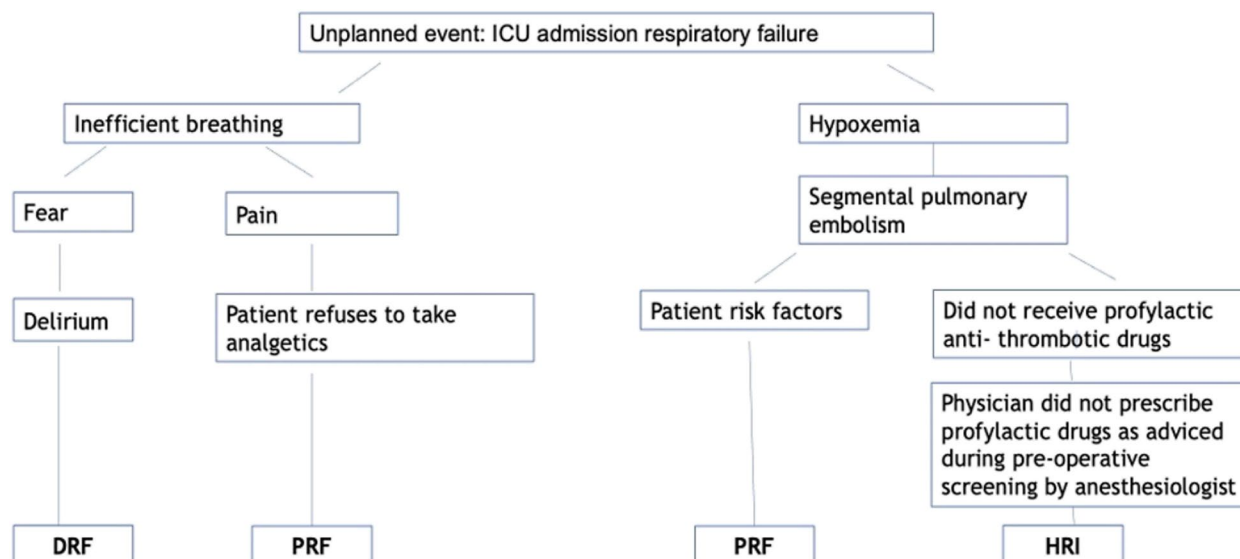 Unplanned event: ICU admission respiratory failure
Inefficient breathing
Hypoxemia
Fear
Pain
Segmental pulmonary
embolism
Delirium
Patient refuses to take
analgetics
Patient risk factors
Did not receive profylactic
anti- thrombotic drugs
Physician did not prescribe
profylactic drugs as adviced
during pre-operative
screening by anesthesiologist
DRF
PRF
PRF
HRI